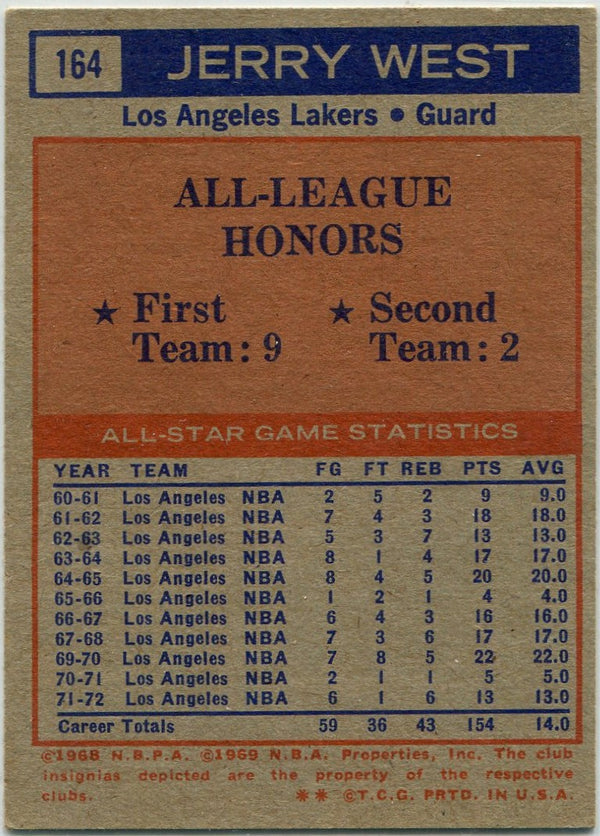 164 JERRY WEST
Los Angeles Lakers • Guard
ALL-LEAGUE
HONORS
★ First ★ Second
Team: 9 Team: 2
ALL-STAR GAME STATISTICS
YEAR TEAM FG FT REB PTS AVG
60-61 Los Angeles NBA 2 5 2 9 9.0
61-62 Los Angeles NBA 7 4 3 18 18.0
62-63 Los Angeles NBA 5 3 7 13 13.0
63-64 Los Angeles NBA 8 1 4 17 17.0
64-65 Los Angeles NBA 8 4 5 20 20.0
65-66 Los Angeles NBA 1 2 1 4 4.0
66-67 Los Angeles NBA 6 4 3 16 16.0
67-68 Los Angeles NBA 7 3 6 17 17.0
69-70 Los Angeles NBA 7 8 5 22 22.0
70-71 Los Angeles NBA 2 1 1 5 5.0
71-72 Los Angeles NBA 6 1 6 13 13.0
Career Totals 59 36 43 154 14.0
©1968 N.B.P.A. ©1969 N.B.A. Properties, Inc. The club
insignias depicted are the property of the respective
clubs. ** ©T.C.G. PRTD. IN U.S.A.